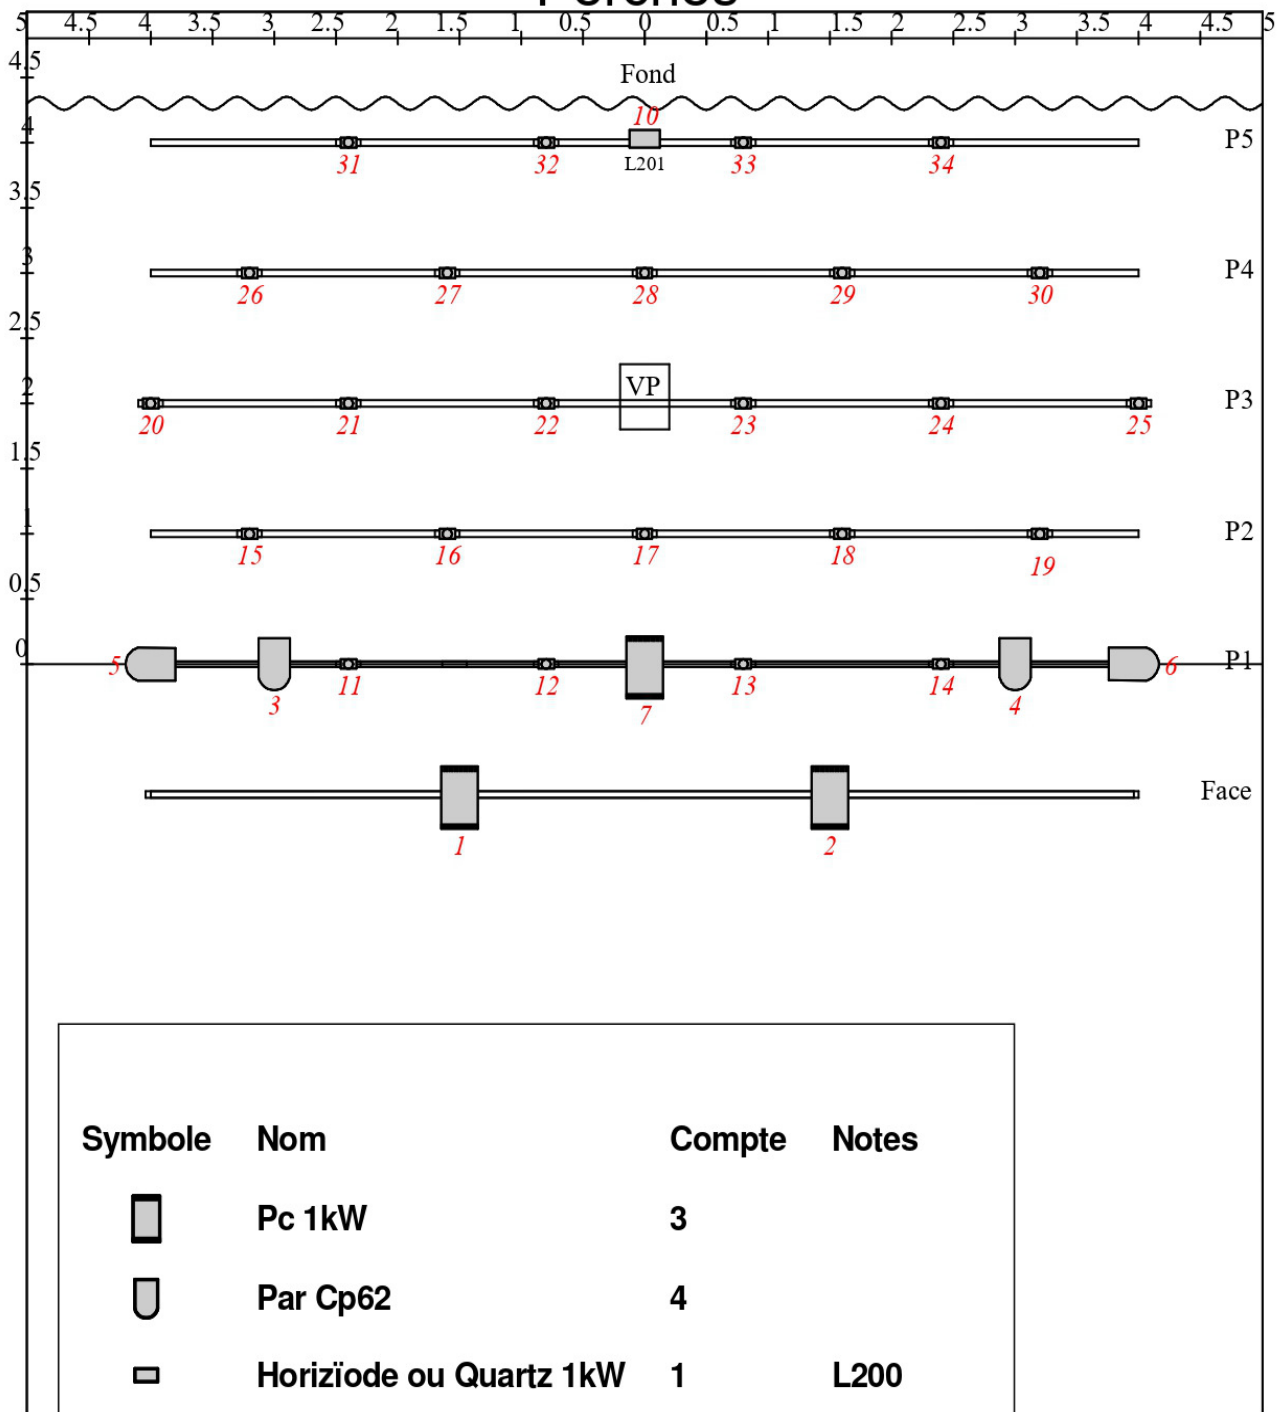 Perches
5 4.5 4 3.5 3 2.5 2 1.5 1 0.5 0 0.5 1 1.5 2 2.5 3 3.5 4 4.5 5
4.5
Fond
10
4
P5
31 32 L201 33 34
3.5
3
P4
26 27 28 29 30
2.5
2
VP
P3
20 21 22 23 24 25
1.5
1
P2
15 16 17 18 19
0.5
0
5 P1 6
11 12 13 14
3 7 4
Face
1 2
Symbole Nom Compte Notes
Pc 1kW 3
Par Cp62 4
Horizïode ou Quartz 1kW 1 L200